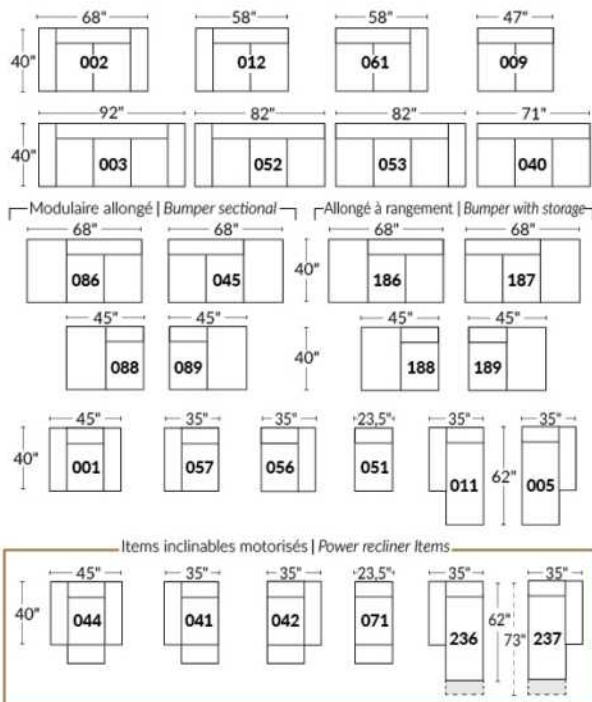 68" 58" 58" 47"
40" 002 012 061 009
92" 82" 82" 71"
40" 003 052 053 040
Modulaire allongé | Bumper sectional Allongé à rangement | Bumper with storage
68" 68" 68" 68"
086 045 40" 186 187
45" 45" 45" 45"
088 089 40" 188 189
45" 35" 35" 23,5" 35" 35"
40" 001 057 056 051 011 62" 005
Items inclinables motorisés | Power recliner Items
45" 35" 35" 23,5" 35" 35"
40" 044 041 042 071 236 62" 73" 237